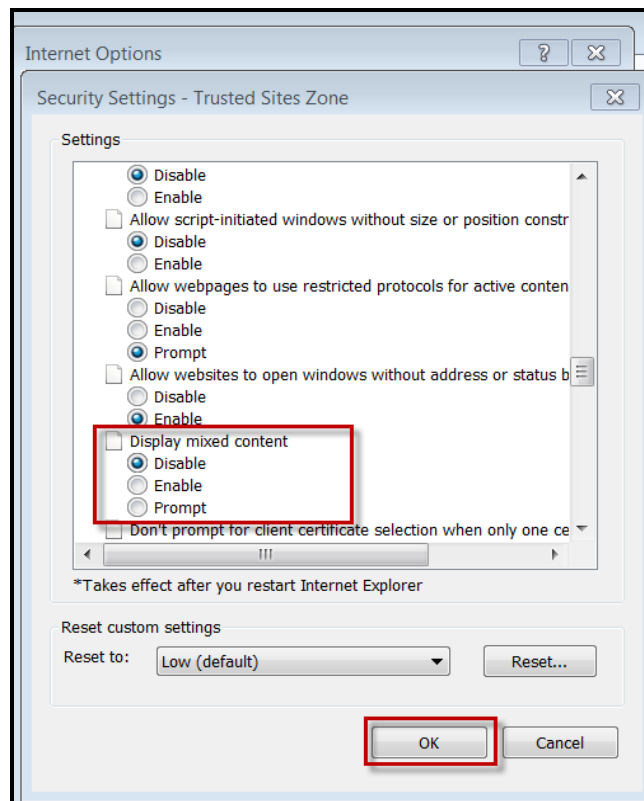 Internet Options
Security Settings - Trusted Sites Zone
Settings
Disable
Enable
Allow script-initiated windows without size or position constr
Disable
Enable
Allow webpages to use restricted protocols for active conten
Disable
Enable
Prompt
Allow websites to open windows without address or status b
Disable
Enable
Display mixed content
Disable
Enable
Prompt
Don't prompt for client certificate selection when only one ce
*Takes effect after you restart Internet Explorer
Reset custom settings
Reset to: Low (default) Reset...
OK Cancel